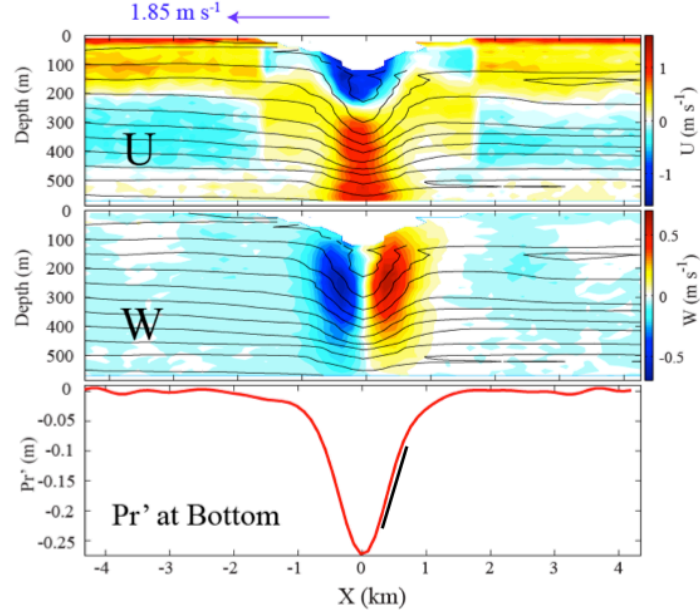 1.85 m s⁻¹
0
100
200
300
400
500
Depth (m)
U
1
0
-1
U (m s⁻¹)
0
100
200
300
400
500
Depth (m)
W
0.5
0
-0.5
W (m s⁻¹)
0
-0.05
-0.1
-0.15
-0.2
-0.25
Pr' (m)
Pr' at Bottom
-4 -3 -2 -1 0 1 2 3 4
X (km)